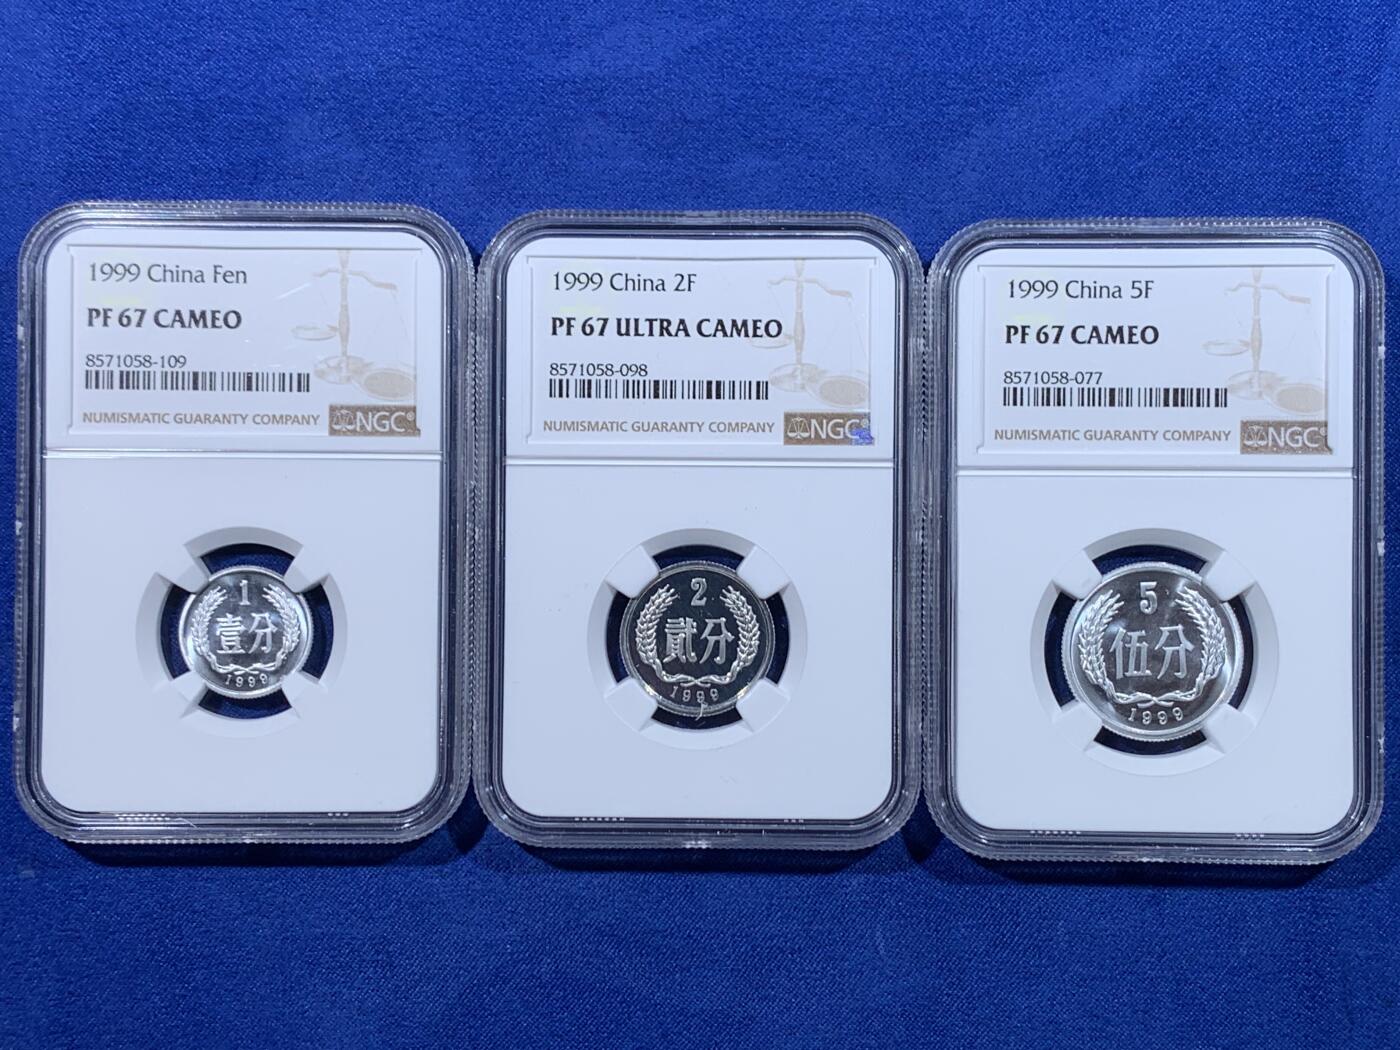 1999 China Fen
PF 67 CAMEO
8571058-109
NUMISMATIC GUARANTY COMPANY NGC®
1
壹分
1999
1999 China 2F
PF 67 ULTRA CAMEO
8571058-098
NUMISMATIC GUARANTY COMPANY NGC
2
貳分
1999
1999 China 5F
PF 67 CAMEO
8571058-077
NUMISMATIC GUARANTY COMPANY NGC®
5
伍分
1999